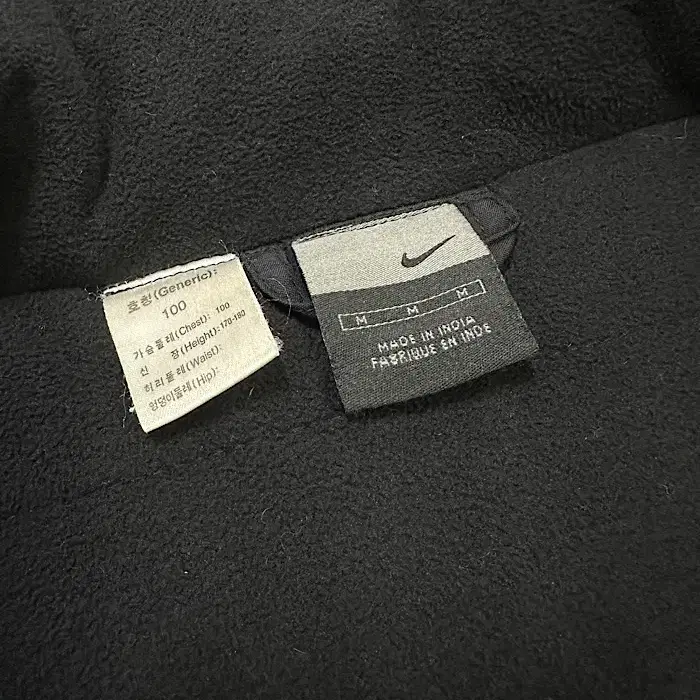 호칭(Generic):
100
가슴둘레(Chest): 100
신 장(Height):170-180
허리둘레(Waist):
엉덩이둘레(Hip):
M M M
MADE IN INDIA
FABRIQUÉ EN INDE